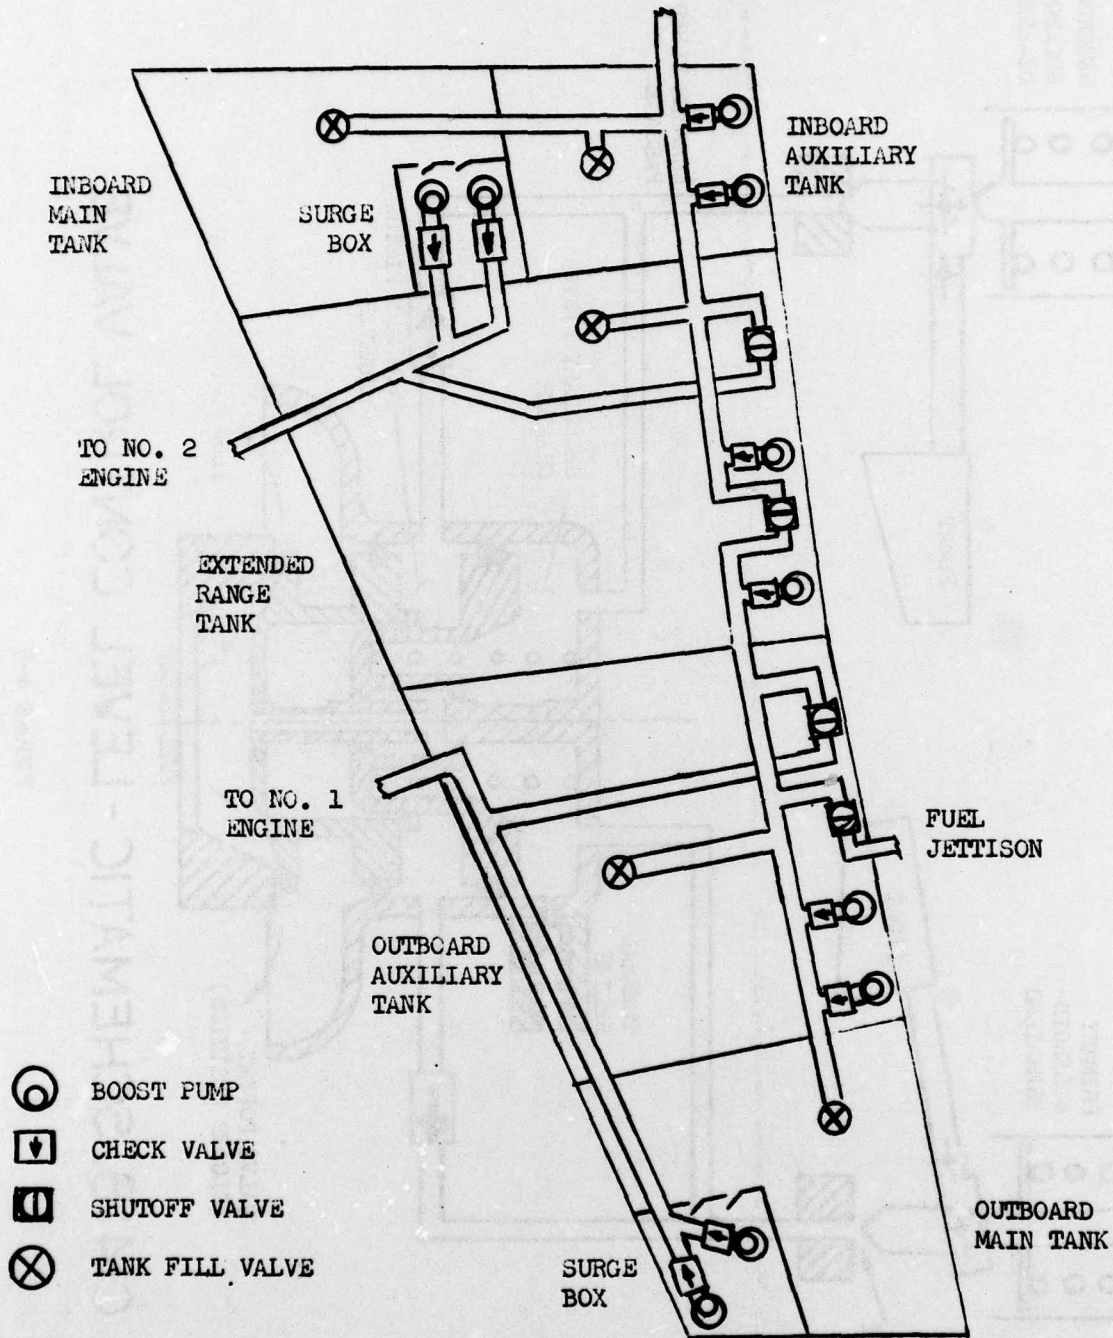 INBOARD
MAIN
TANK
SURGE
BOX
INBOARD
AUXILIARY
TANK
TO NO. 2
ENGINE
EXTENDED
RANGE
TANK
TO NO. 1
ENGINE
FUEL
JETTISON
OUTBOARD
AUXILIARY
TANK
BOOST PUMP
CHECK VALVE
SHUTOFF VALVE
TANK FILL VALVE
SURGE
BOX
OUTBOARD
MAIN TANK